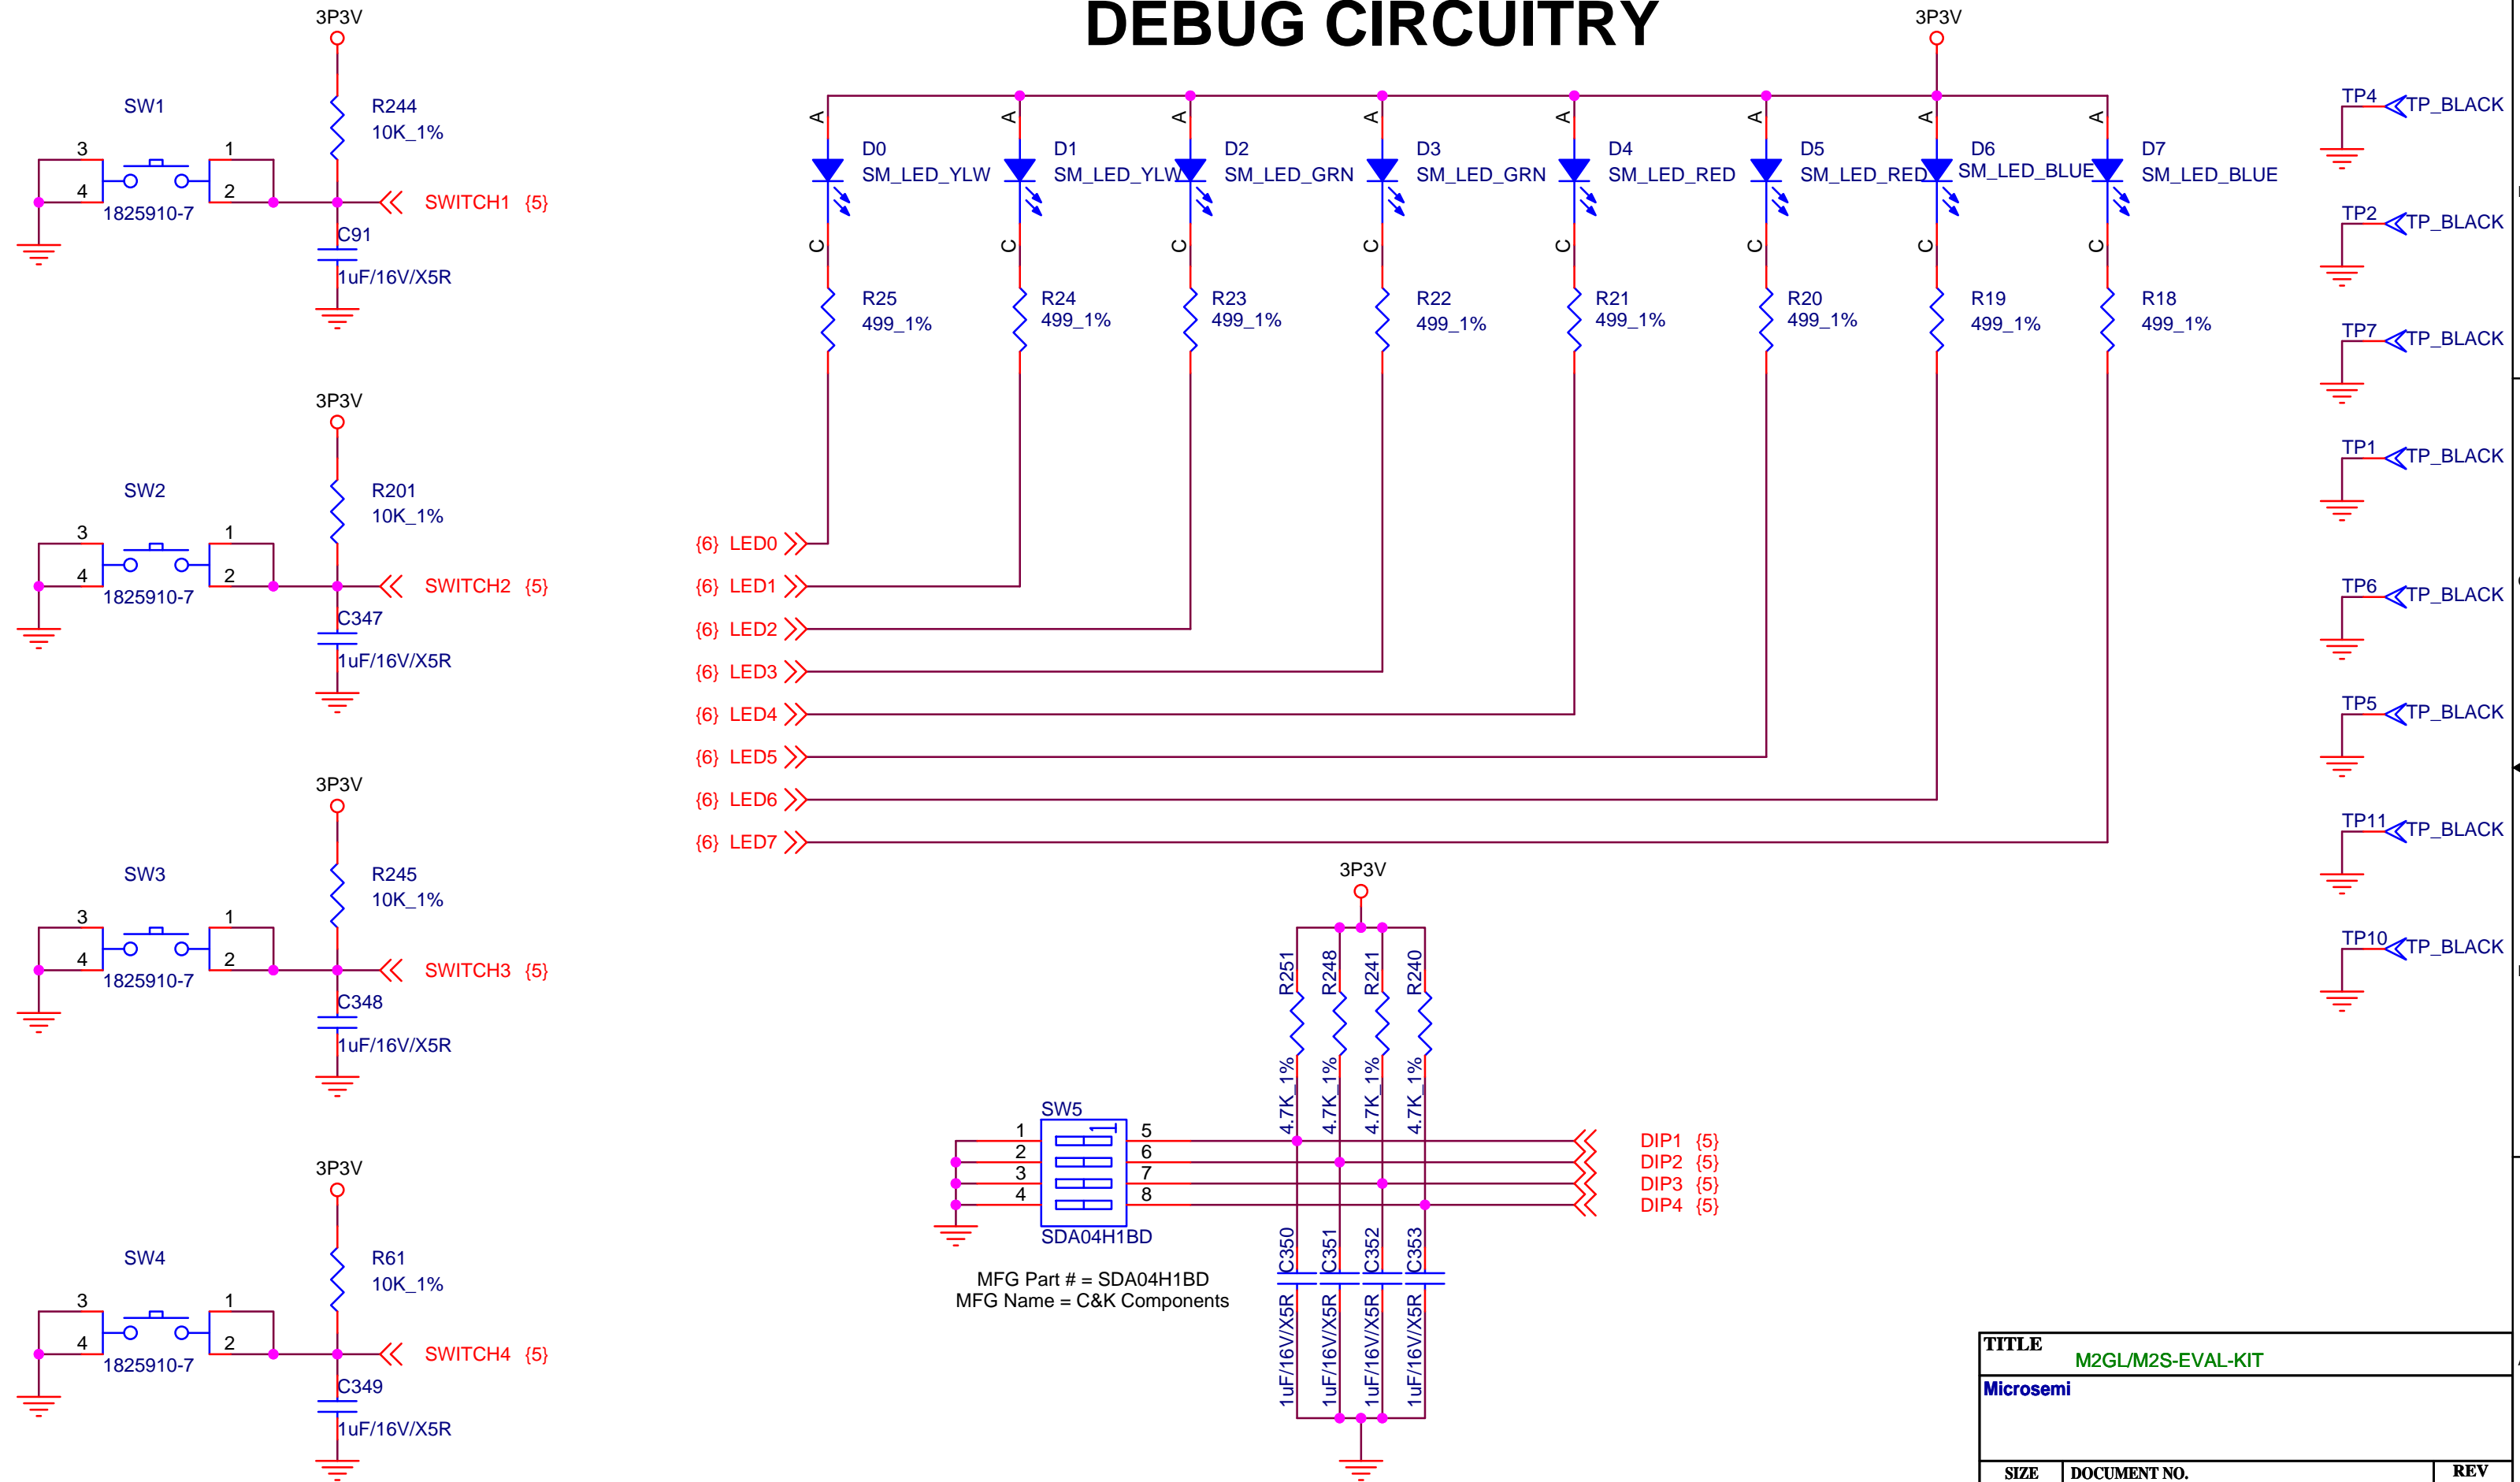 DEBUG CIRCUITRY
3P3V
SW1
R244
10K_1%
3
1
4
2
1825910-7
SWITCH1 {5}
C91
1uF/16V/X5R
3P3V
SW2
R201
10K_1%
3
1
4
2
1825910-7
SWITCH2 {5}
C347
1uF/16V/X5R
3P3V
SW3
R245
10K_1%
3
1
4
2
1825910-7
SWITCH3 {5}
C348
1uF/16V/X5R
3P3V
SW4
R61
10K_1%
3
1
4
2
1825910-7
SWITCH4 {5}
C349
1uF/16V/X5R
3P3V
A A A A A A A A
D0
SM_LED_YLW
D1
SM_LED_YLW
D2
SM_LED_GRN
D3
SM_LED_GRN
D4
SM_LED_RED
D5
SM_LED_RED
D6
SM_LED_BLUE
D7
SM_LED_BLUE
C C C C C C C C
R25
499_1%
R24
499_1%
R23
499_1%
R22
499_1%
R21
499_1%
R20
499_1%
R19
499_1%
R18
499_1%
{6} LED0
{6} LED1
{6} LED2
{6} LED3
{6} LED4
{6} LED5
{6} LED6
{6} LED7
3P3V
R251
R248
R241
R240
4.7K_1%
4.7K_1%
4.7K_1%
4.7K_1%
SW5
1
5
2
6
3
7
4
8
1
SDA04H1BD
MFG Part # = SDA04H1BD
MFG Name = C&K Components
DIP1 {5}
DIP2 {5}
DIP3 {5}
DIP4 {5}
C350
C351
C352
C353
1uF/16V/X5R
1uF/16V/X5R
1uF/16V/X5R
1uF/16V/X5R
TP4 TP_BLACK
TP2 TP_BLACK
TP7 TP_BLACK
TP1 TP_BLACK
TP6 TP_BLACK
TP5 TP_BLACK
TP11 TP_BLACK
TP10 TP_BLACK
TITLE
M2GL/M2S-EVAL-KIT
Microsemi
SIZE DOCUMENT NO. REV